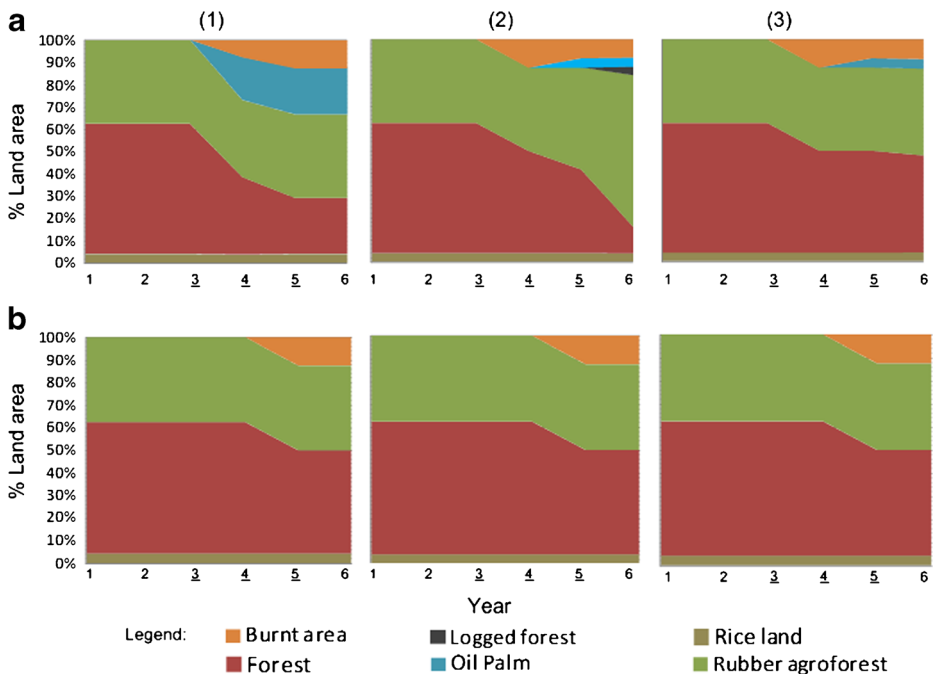 a (1) (2) (3)
100%
90%
80%
70%
60%
50%
40%
30%
20%
10%
0%
% Land area
1 2 3 4 5 6 1 2 3 4 5 6 1 2 3 4 5 6
b
100%
90%
80%
70%
60%
50%
40%
30%
20%
10%
0%
% Land area
1 2 3 4 5 6 1 2 3 4 5 6 1 2 3 4 5 6
Year
Legend: Burnt area Logged forest Rice land
Forest Oil Palm Rubber agroforest